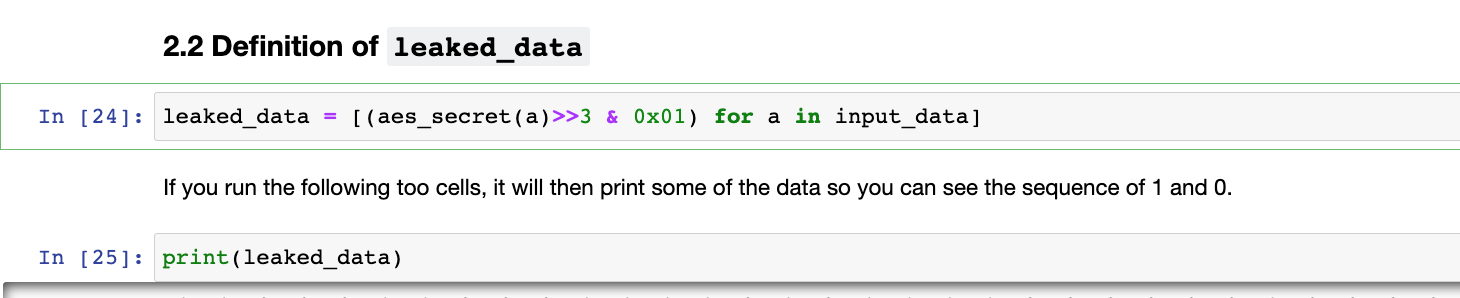 2.2 Definition of leaked_data
In [24]: leaked_data = [(aes_secret(a)>>3 & 0x01) for a in input_data]
If you run the following too cells, it will then print some of the data so you can see the sequence of 1 and 0.
In [25]: print(leaked_data)